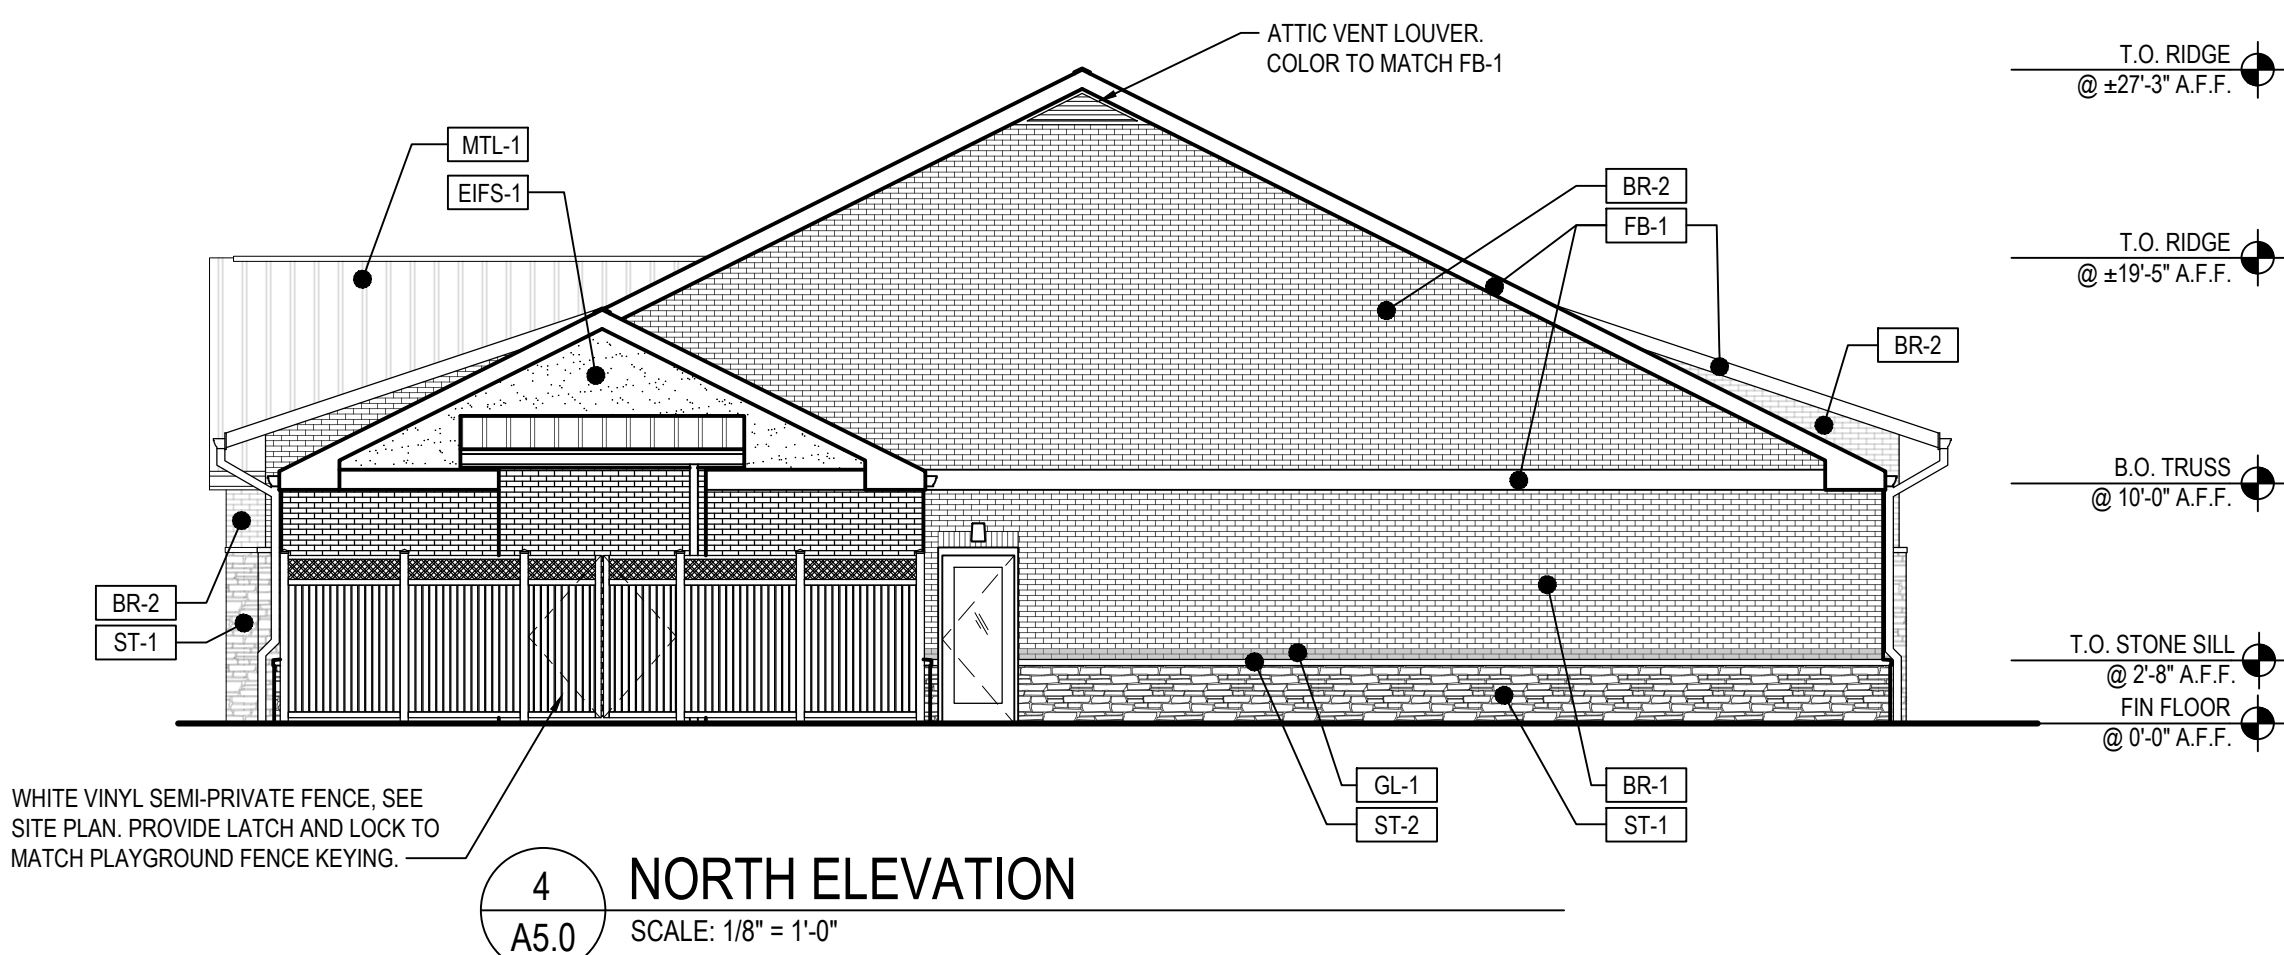 ATTIC VENT LOUVER.
COLOR TO MATCH FB-1
T.O. RIDGE
@ ±27'-3" A.F.F.
MTL-1
EIFS-1
BR-2
FB-1
T.O. RIDGE
@ ±19'-5" A.F.F.
BR-2
B.O. TRUSS
@ 10'-0" A.F.F.
BR-2
ST-1
T.O. STONE SILL
@ 2'-8" A.F.F.
FIN FLOOR
@ 0'-0" A.F.F.
GL-1
ST-2
BR-1
ST-1
WHITE VINYL SEMI-PRIVATE FENCE, SEE
SITE PLAN. PROVIDE LATCH AND LOCK TO
MATCH PLAYGROUND FENCE KEYING.
4
A5.0
NORTH ELEVATION
SCALE: 1/8" = 1'-0"